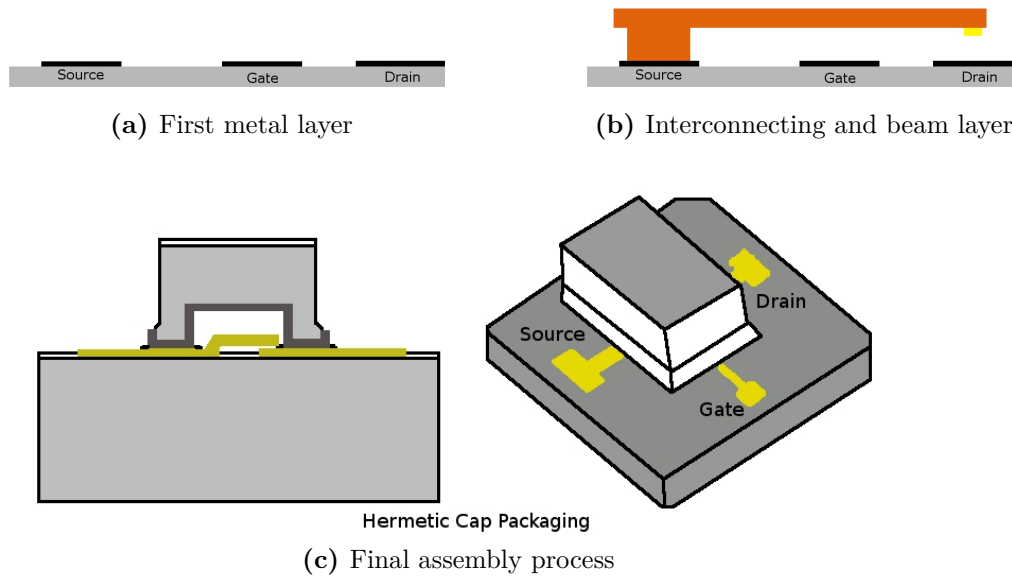 Source Gate Drain
Source Gate Drain
(a) First metal layer
(b) Interconnecting and beam layer
Drain
Source
Gate
Hermetic Cap Packaging
(c) Final assembly process